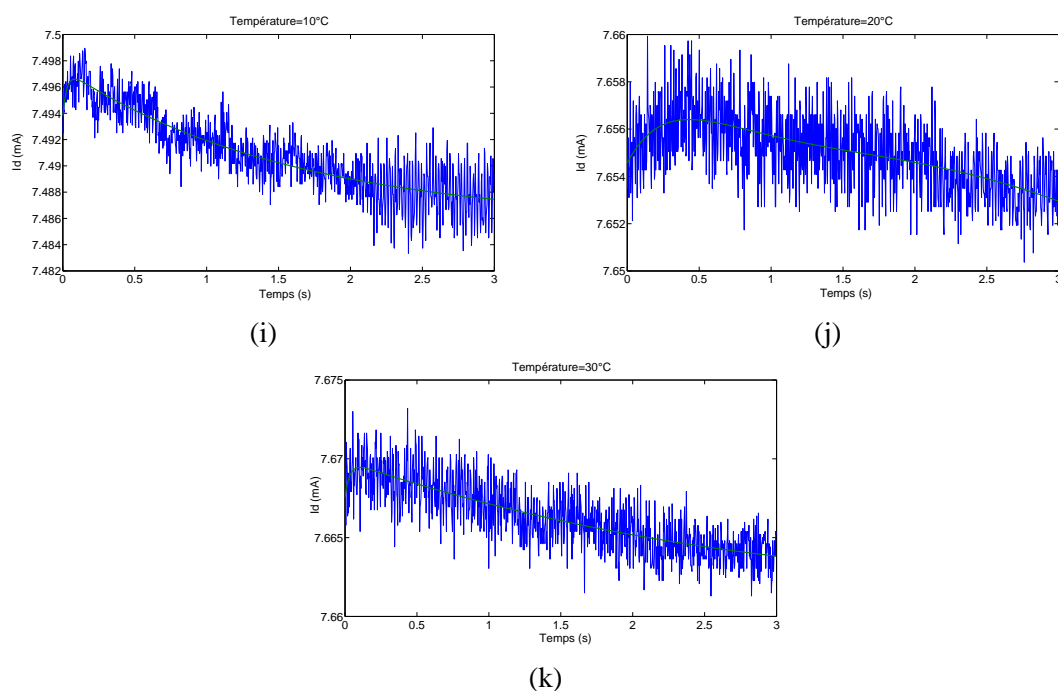 Température=10°C
7.5
7.498
7.496
7.494
7.492
7.49
7.488
7.486
7.484
7.482
Id (mA)
0 0.5 1 1.5 2 2.5 3
Temps (s)
(i)
Température=20°C
7.66
7.658
7.656
7.654
7.652
7.65
Id (mA)
0 0.5 1 1.5 2 2.5 3
Temps (s)
(j)
Température=30°C
7.675
7.67
7.665
7.66
Id (mA)
0 0.5 1 1.5 2 2.5 3
Temps (s)
(k)